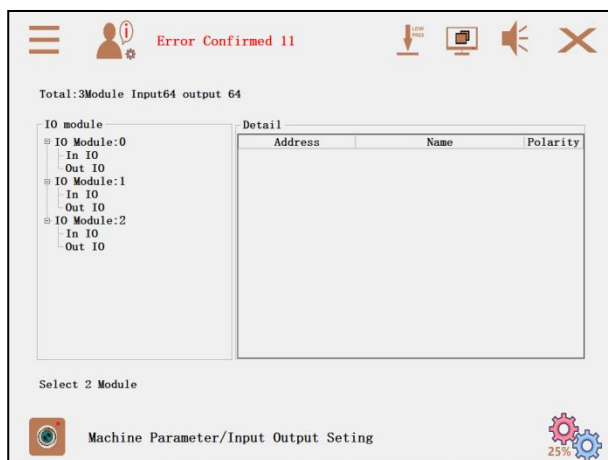 Error Confirmed 11
LOW
PRES
Total:3Module Input64 output 64
IO module
IO Module:0
In IO
Out IO
IO Module:1
In IO
Out IO
IO Module:2
In IO
Out IO
Detail
Address Name Polarity
Select 2 Module
Machine Parameter/Input Output Seting
25%